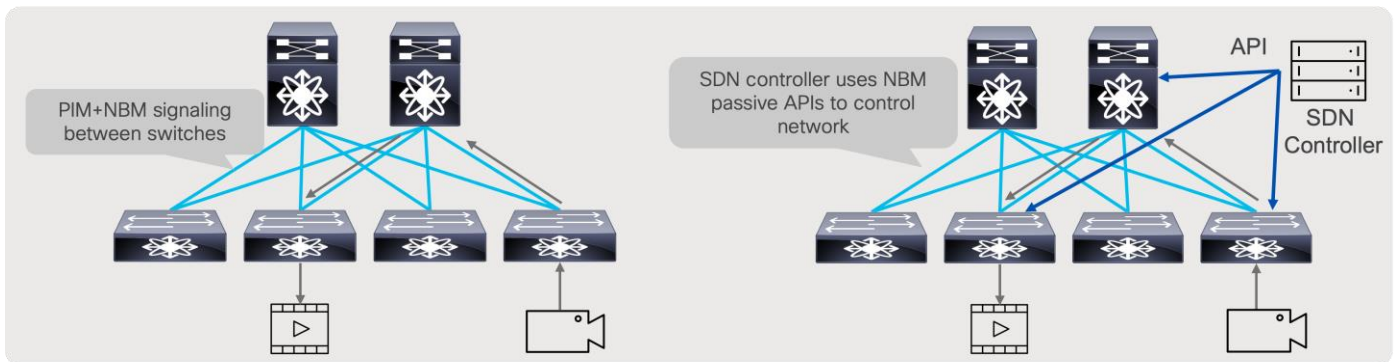 PIM+NBM signaling
between switches
SDN controller uses NBM
passive APIs to control
network
API
SDN
Controller